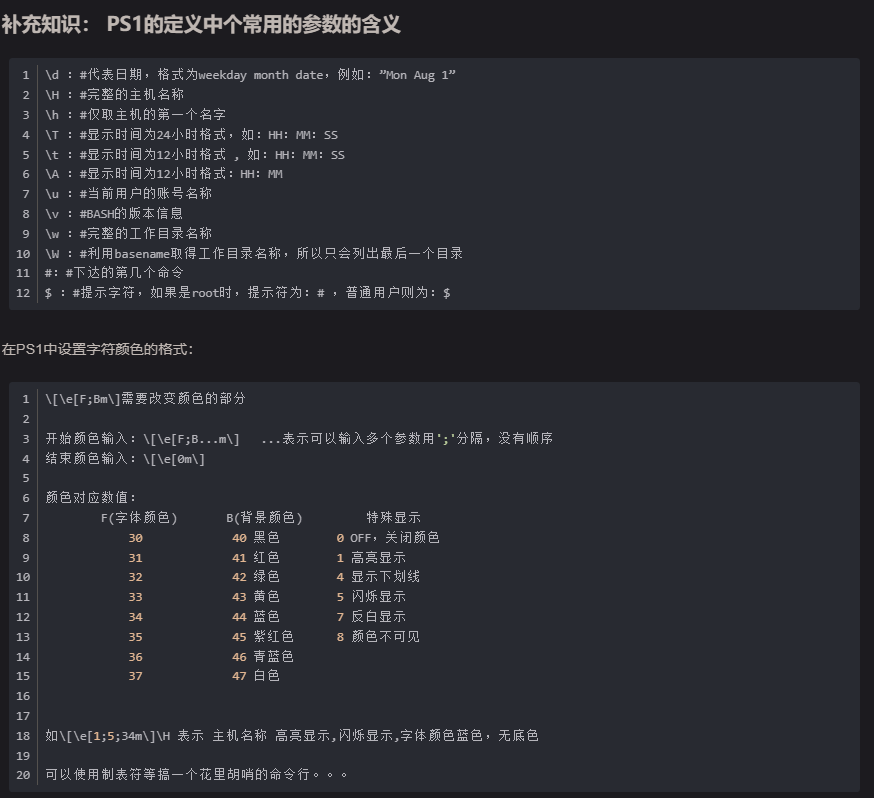 补充知识： PS1的定义中个常用的参数的含义
1 \d : #代表日期，格式为weekday month date，例如：”Mon Aug 1”
2 \H : #完整的主机名称
3 \h : #仅取主机的第一个名字
4 \T : #显示时间为24小时格式，如：HH：MM：SS
5 \t : #显示时间为12小时格式 , 如：HH：MM：SS
6 \A : #显示时间为12小时格式：HH：MM
7 \u : #当前用户的账号名称
8 \v : #BASH的版本信息
9 \w : #完整的工作目录名称
10 \W : #利用basename取得工作目录名称，所以只会列出最后一个目录
11 #：#下达的第几个命令
12 $ : #提示字符，如果是root时，提示符为：# ，普通用户则为：$
在PS1中设置字符颜色的格式：
1 \[\e[F;Bm\]需要改变颜色的部分
2
3 开始颜色输入：\[\e[F;B...m\]   ...表示可以输入多个参数用';'分隔，没有顺序
4 结束颜色输入：\[\e[0m\]
5
6 颜色对应数值：
7 F(字体颜色) B(背景颜色) 特殊显示
8 30 40 黑色 0 OFF，关闭颜色
9 31 41 红色 1 高亮显示
10 32 42 绿色 4 显示下划线
11 33 43 黄色 5 闪烁显示
12 34 44 蓝色 7 反白显示
13 35 45 紫红色 8 颜色不可见
14 36 46 青蓝色
15 37 47 白色
16
17
18 如\[\e[1;5;34m\]\H 表示 主机名称 高亮显示,闪烁显示,字体颜色蓝色，无底色
19
20 可以使用制表符等搞一个花里胡哨的命令行。。。